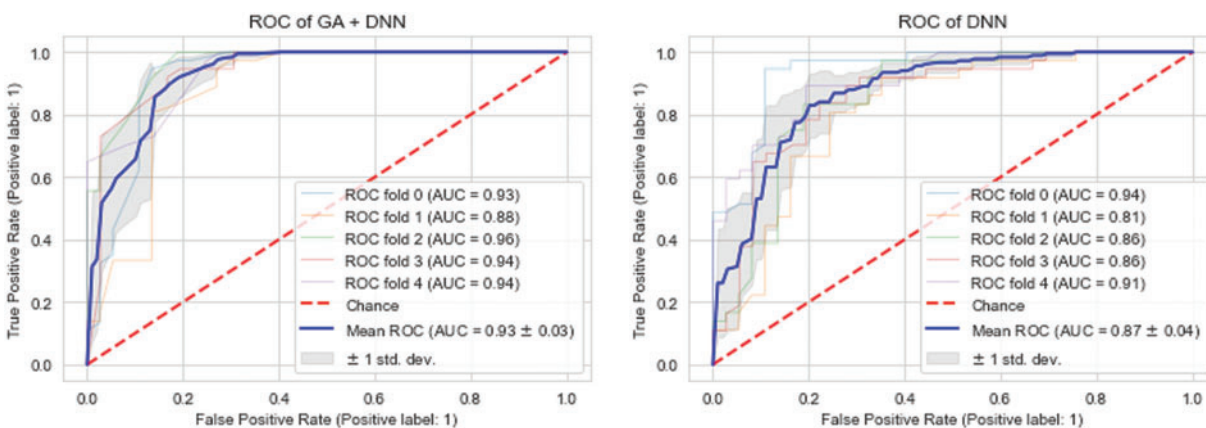 ROC of GA + DNN
True Positive Rate (Positive label: 1)
1.0
0.8
0.6
0.4
0.2
0.0
ROC fold 0 (AUC = 0.93)
ROC fold 1 (AUC = 0.88)
ROC fold 2 (AUC = 0.96)
ROC fold 3 (AUC = 0.94)
ROC fold 4 (AUC = 0.94)
Chance
Mean ROC (AUC = 0.93 ± 0.03)
± 1 std. dev.
0.0 0.2 0.4 0.6 0.8 1.0
False Positive Rate (Positive label: 1)
ROC of DNN
True Positive Rate (Positive label: 1)
1.0
0.8
0.6
0.4
0.2
0.0
ROC fold 0 (AUC = 0.94)
ROC fold 1 (AUC = 0.81)
ROC fold 2 (AUC = 0.86)
ROC fold 3 (AUC = 0.86)
ROC fold 4 (AUC = 0.91)
Chance
Mean ROC (AUC = 0.87 ± 0.04)
± 1 std. dev.
0.0 0.2 0.4 0.6 0.8 1.0
False Positive Rate (Positive label: 1)